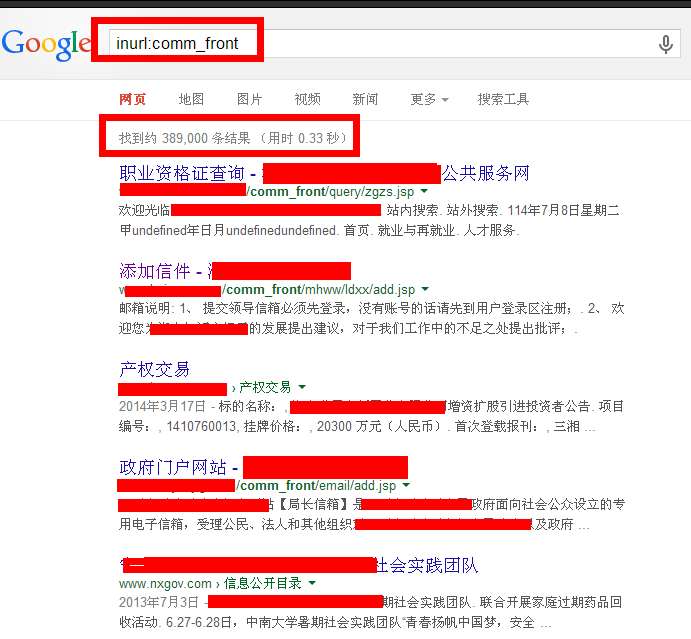 Google
inurl:comm_front
网页 地图 图片 视频 新闻 更多 搜索工具
找到约 389,000 条结果 (用时 0.33 秒)
职业资格证查询 - 公共服务网
/comm_front/query/zgzs.jsp
欢迎光临 站内搜索. 站外搜索. 114年7月8日星期二
甲undefined年日月undefinedundefined. 首页. 就业与再就业. 人才服务.
添加信件 -
/comm_front/mhww/ldxx/add.jsp
邮箱说明: 1、 提交领导信箱必须先登录，没有账号的话请先到用户登录区注册； . 2、 欢
迎您为 的发展提出建议，对于我们工作中的不足之处提出批评； .
产权交易
› 产权交易
2014年3月17日 - 标的名称： , 增资扩股引进投资者公告. 项目
编号： , 1410760013, 挂牌价格： , 20300 万元（人民币）. 首次登载报刊： , 三湘 ...
政府门户网站 -
/comm_front/email/add.jsp
站【局长信箱】是 政府面向社会公众设立的专
用电子信箱，受理公民、法人和其他组织 以及政府 ...
社会实践团队
www.nxgov.com › 信息公开目录
2013年7月3日 - 期社会实践团队. 联合开展家庭过期药品回
收活动. 6.27-6.28日，中南大学暑期社会实践团队“青春扬帆中国梦，安全 ...